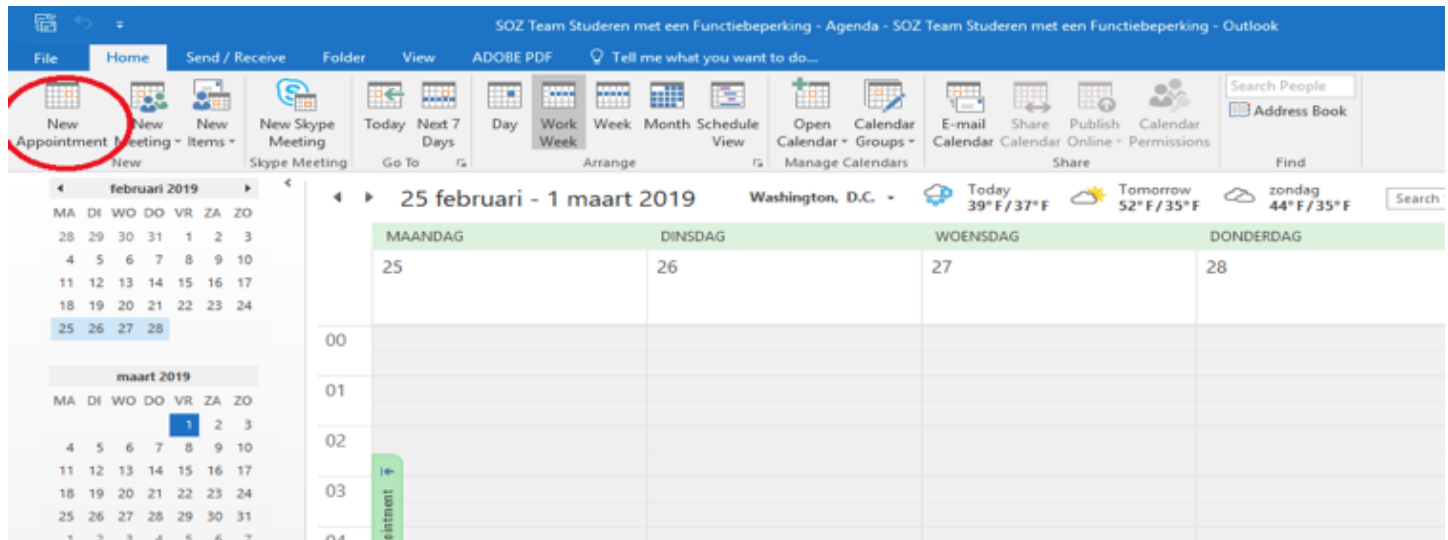 SOZ Team Studeren met een Functiebeperking - Agenda - SOZ Team Studeren met een Functiebeperking - Outlook
File Home Send / Receive Folder View ADOBE PDF Tell me what you want to do...
New Appointment
New Meeting
New Items
New
New Skype Meeting
Skype Meeting
Today
Next 7 Days
Go To
Day
Work Week
Week
Month
Schedule View
Arrange
Open Calendar
Calendar Groups
Manage Calendars
E-mail Calendar
Share Calendar
Publish Online
Calendar Permissions
Share
Search People
Address Book
Find
februari 2019
MA DI WO DO VR ZA ZO
28 29 30 31 1 2 3
4 5 6 7 8 9 10
11 12 13 14 15 16 17
18 19 20 21 22 23 24
25 26 27 28
maart 2019
MA DI WO DO VR ZA ZO
1 2 3
4 5 6 7 8 9 10
11 12 13 14 15 16 17
18 19 20 21 22 23 24
25 26 27 28 29 30 31
1 2 3 4 5 6 7
25 februari - 1 maart 2019
Washington, D.C.
Today
39° F / 37° F
Tomorrow
52° F / 35° F
zondag
44° F / 35° F
Search
MAANDAG DINSDAG WOENSDAG DONDERDAG
25 26 27 28
00
01
02
03
04